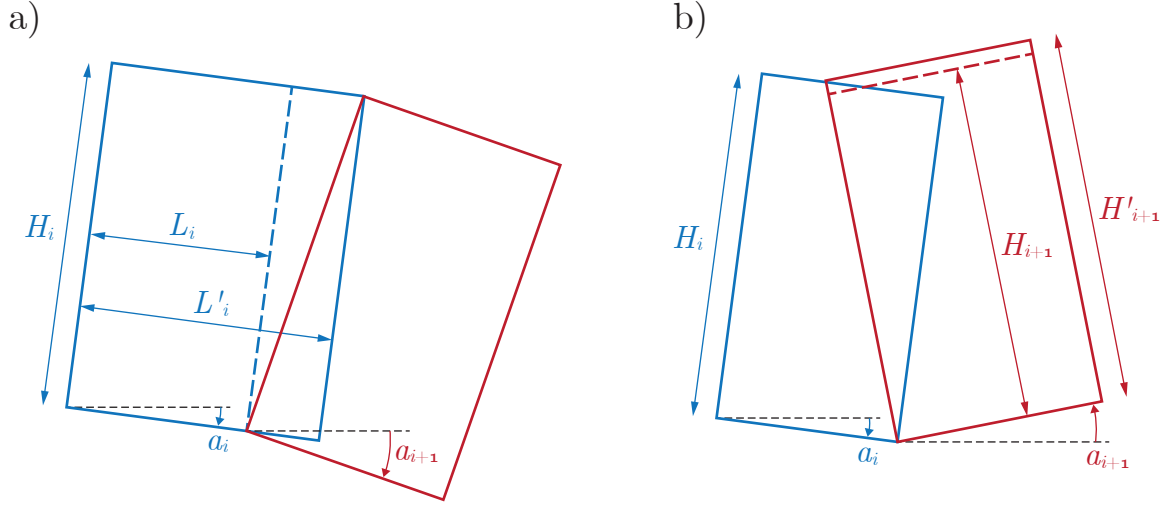 a)
H_i
L_i
L'_i
a_i
a_{i+1}
b)
H_i
H_{i+1}
H'_{i+1}
a_i
a_{i+1}